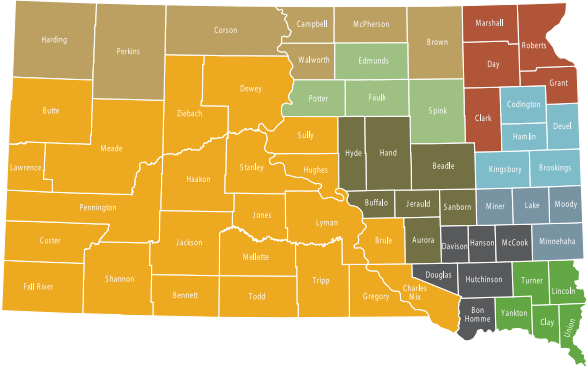 Harding
Perkins
Corson
Campbell
McPherson
Brown
Marshall
Roberts
Walworth
Edmunds
Day
Grant
Butte
Ziebach
Dewey
Potter
Faulk
Spink
Clark
Codington
Deuel
Hamlin
Meade
Sully
Hyde
Hand
Beadle
Kingsbury
Brookings
Lawrence
Haakon
Stanley
Hughes
Pennington
Jones
Lyman
Buffalo
Jerauld
Sanborn
Miner
Lake
Moody
Custer
Jackson
Mellette
Brule
Aurora
Davison
Hanson
McCook
Minnehaha
Fall River
Shannon
Bennett
Todd
Tripp
Gregory
Charles
Mix
Douglas
Hutchinson
Turner
Lincoln
Bon
Homme
Yankton
Clay
Union